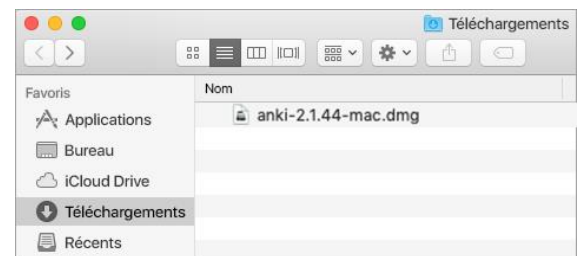 Téléchargements
Favoris
Nom
Applications
anki-2.1.44-mac.dmg
Bureau
iCloud Drive
Téléchargements
Récents